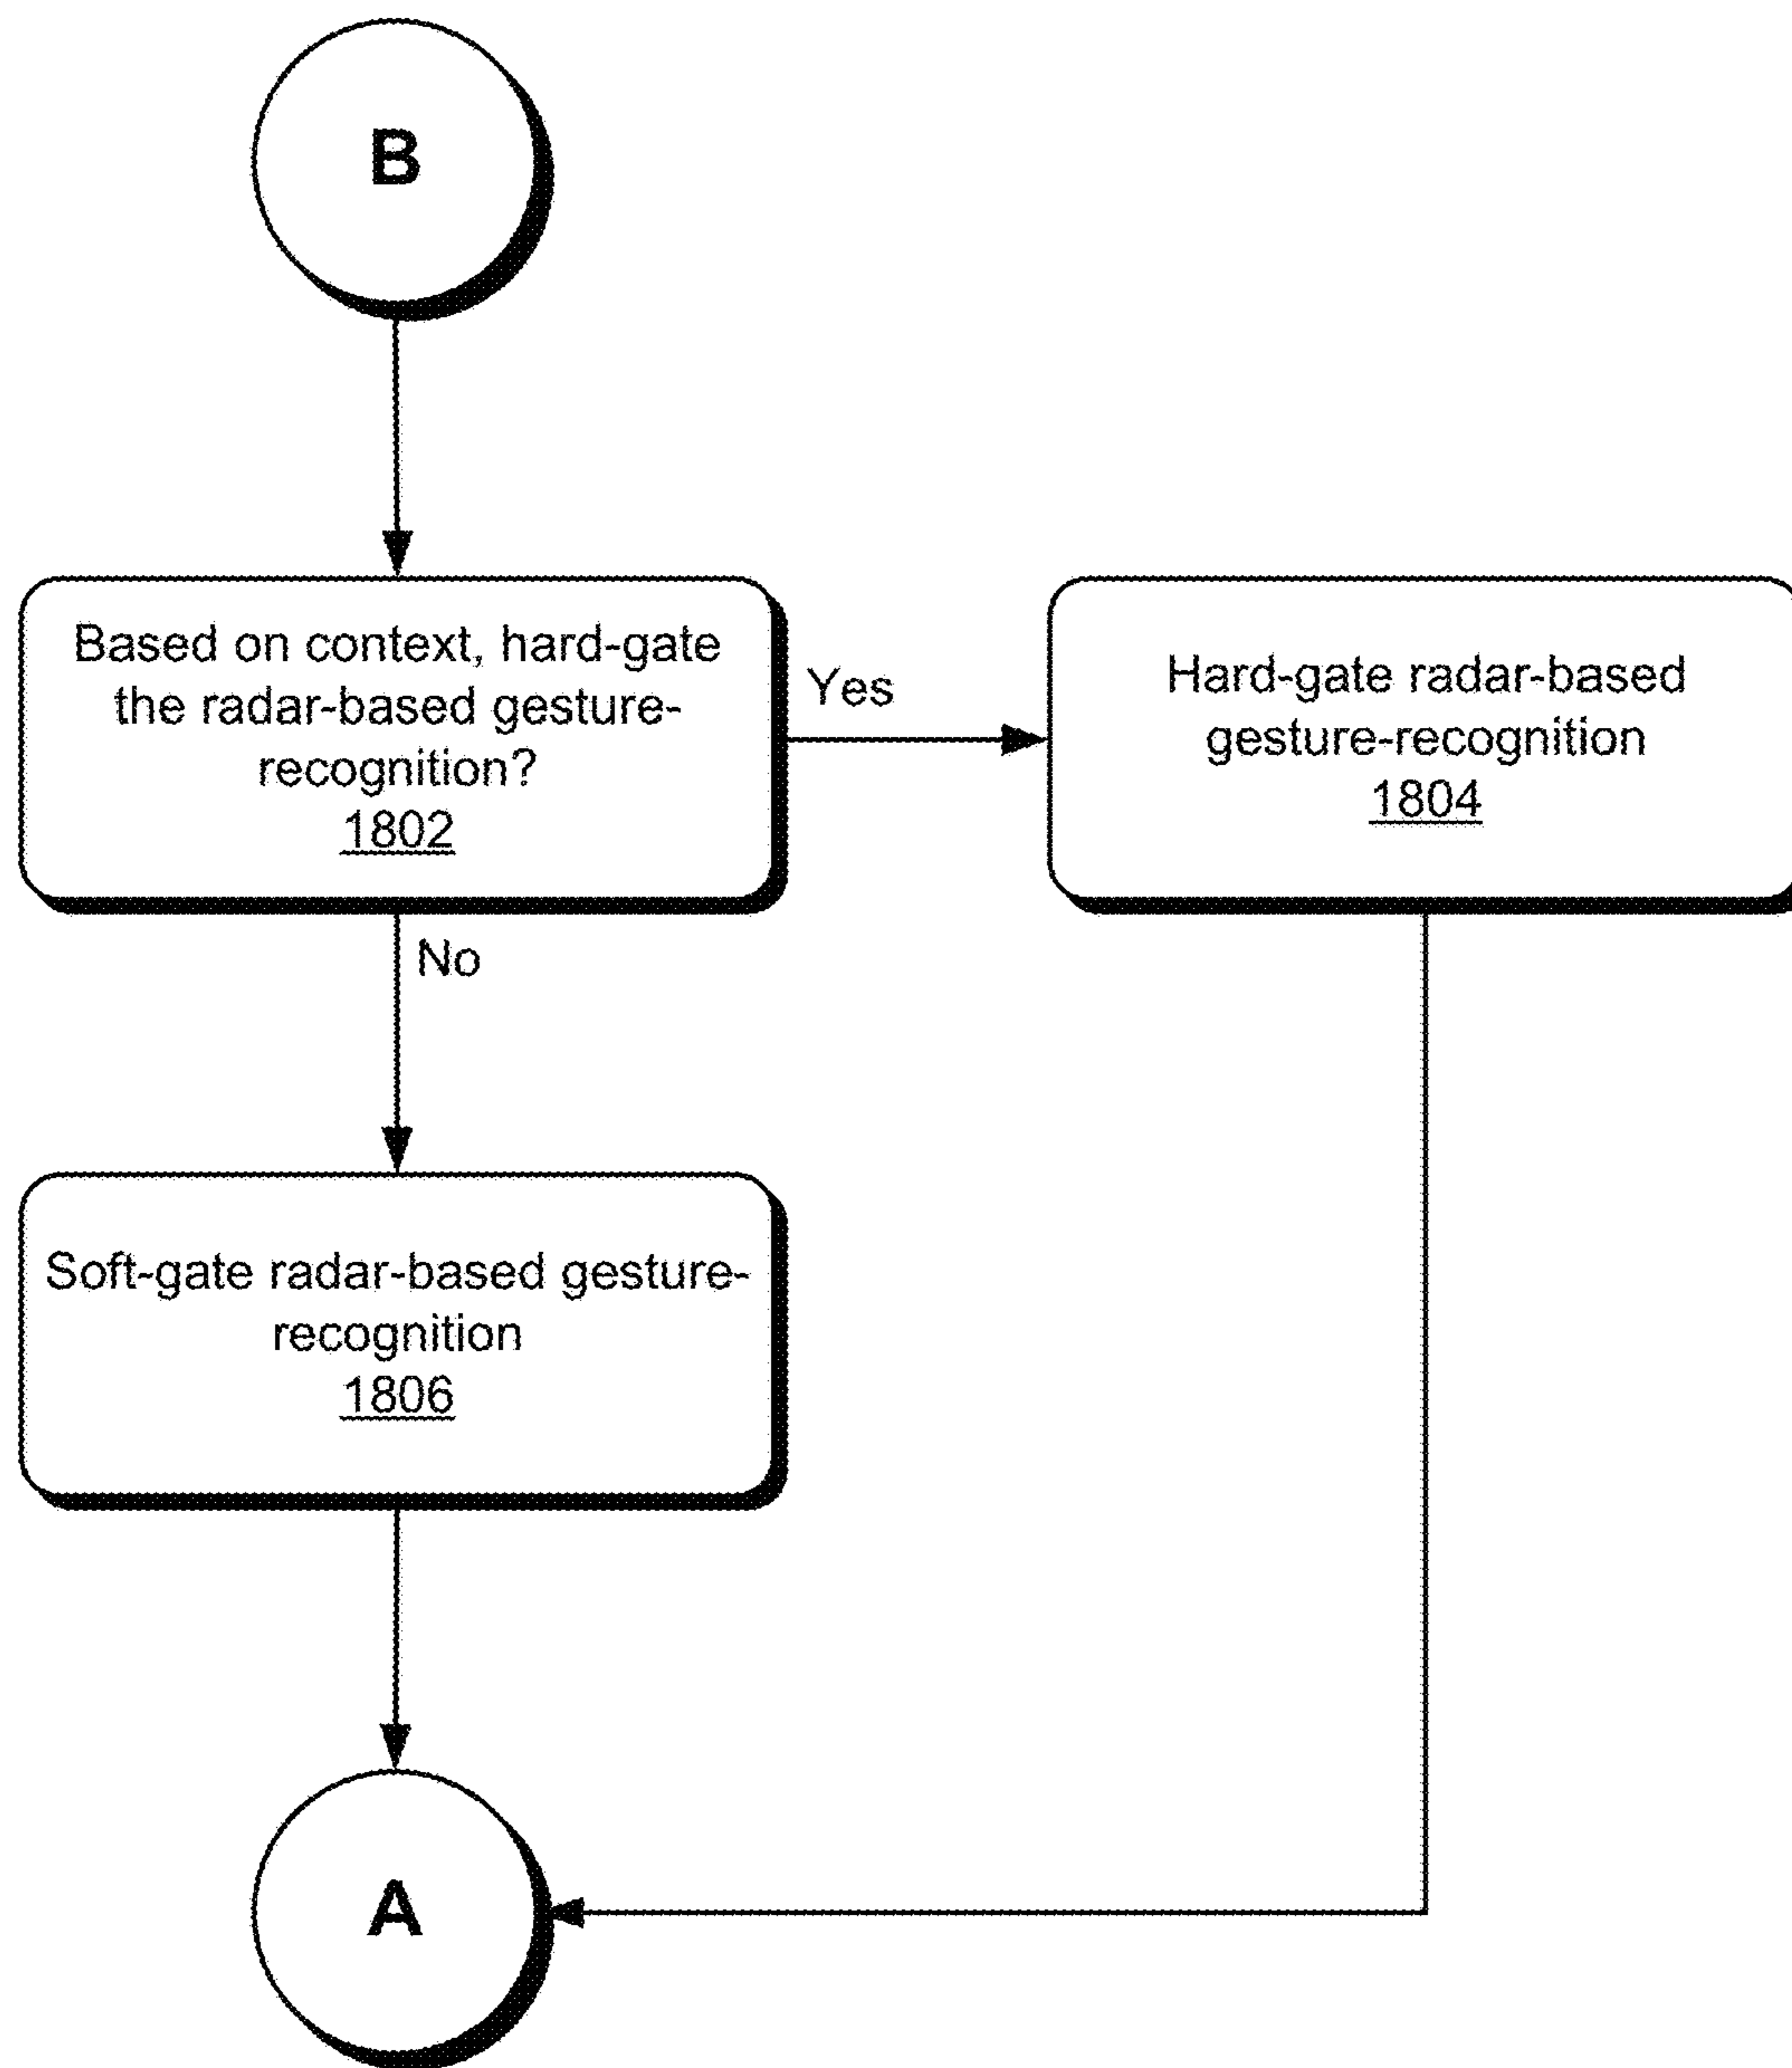 B
Based on context, hard-gate
the radar-based gesture-
recognition?
1802
Yes
Hard-gate radar-based
gesture-recognition
1804
No
Soft-gate radar-based gesture-
recognition
1806
A